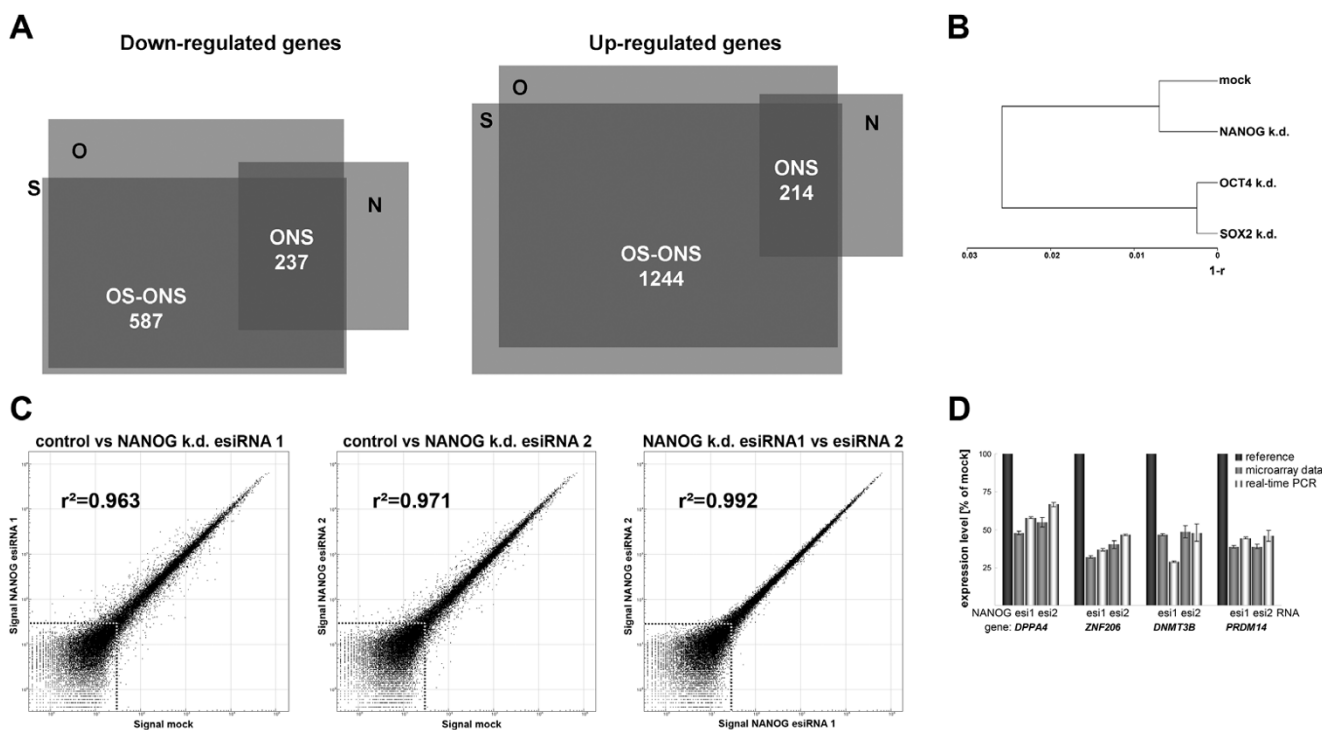 A
Down-regulated genes
Up-regulated genes
O
S
N
ONS
237
OS-ONS
587
O
S
N
ONS
214
OS-ONS
1244
B
mock
NANOG k.d.
OCT4 k.d.
SOX2 k.d.
0.03 0.02 0.01 0
1-r
C
control vs NANOG k.d. esiRNA 1
r²=0.963
Signal NANOG esiRNA 1
Signal mock
control vs NANOG k.d. esiRNA 2
r²=0.971
Signal NANOG esiRNA 2
Signal mock
NANOG k.d. esiRNA1 vs esiRNA 2
r²=0.992
Signal NANOG esiRNA 2
Signal NANOG esiRNA 1
D
expression level [% of mock]
100
75
50
25
reference
microarray data
real-time PCR
NANOG esi1 esi2 esi1 esi2 esi1 esi2 esi1 esi2 RNA
gene: DPPA4 ZNF206 DNMT3B PRDM14